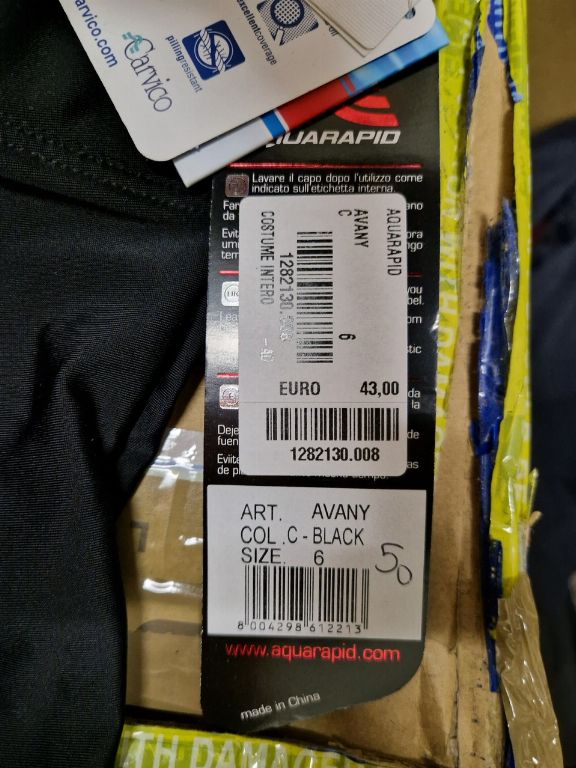 excellentcoverage
carvico.com
pillingresistant
Carvico
AQUARAPID
Lavare il capo dopo l'utilizzo come
indicato sull'etichetta interna.
AQUARAPID
AVANY
C
6
1282130.008
COSTUME INTERO
EURO 43,00
1282130.008
ART. AVANY
COL .C - BLACK
SIZE. 6
50
8 004298 612213
www.aquarapid.com
made in China
TH DAMAGE